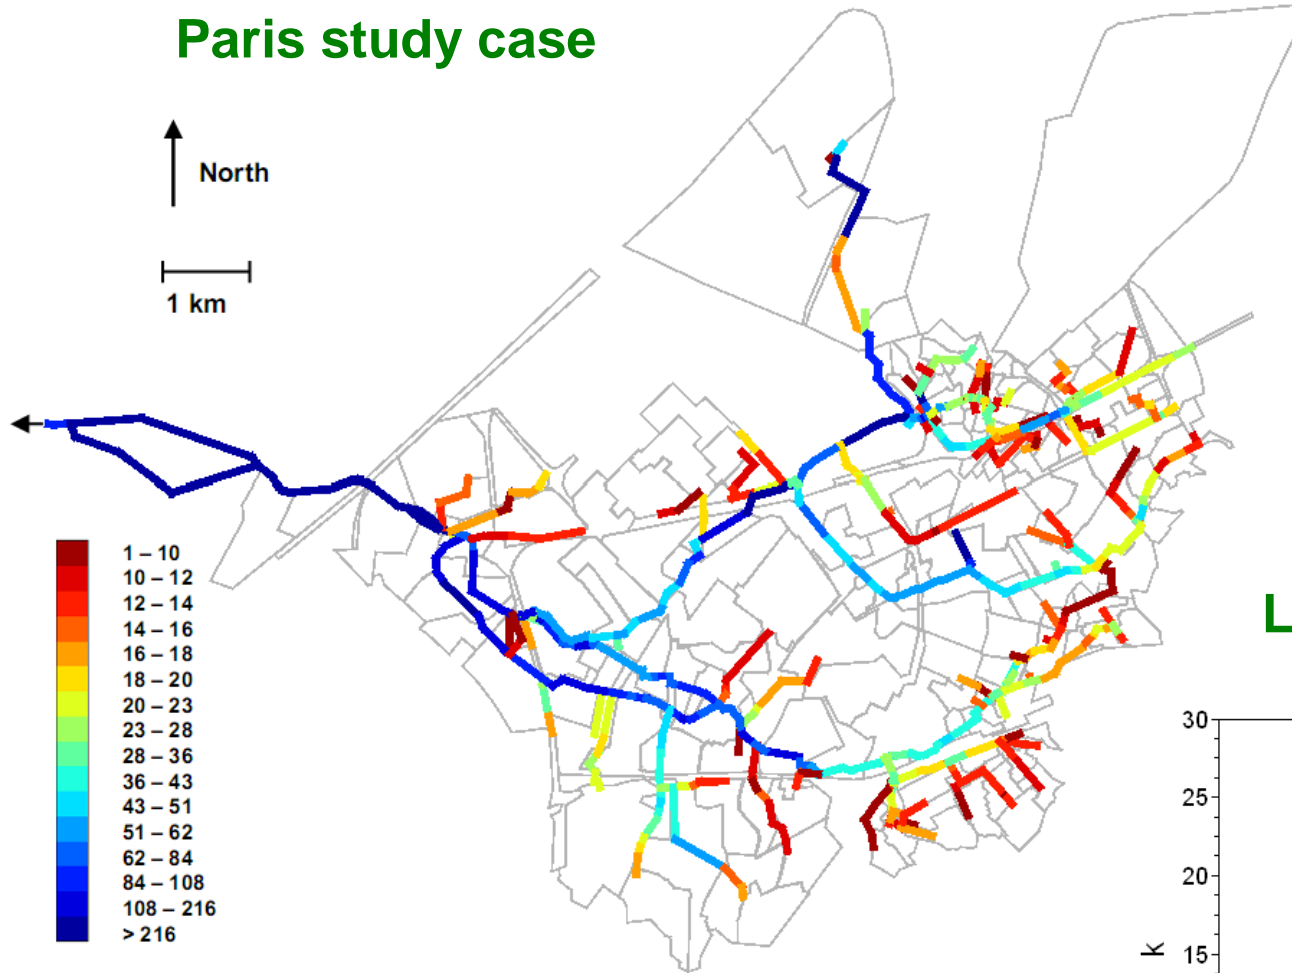 Paris study case
North
1 km
1 – 10
10 – 12
12 – 14
14 – 16
16 – 18
18 – 20
20 – 23
23 – 28
28 – 36
36 – 43
43 – 51
51 – 62
62 – 84
84 – 108
108 – 216
> 216
L
30
25
20
15
k